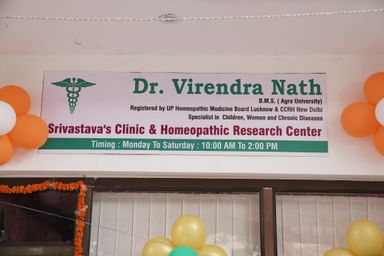 Dr. Virendra Nath
B.M.S. ( Agra University)
Registered by UP Homeopathic Medicine Board Lucknow & CCRH New Delhi
Specialist in Children, Women and Chronic Diseases
Srivastava's Clinic & Homeopathic Research Center
Timing : Monday To Saturday : 10:00 AM To 2:00 PM